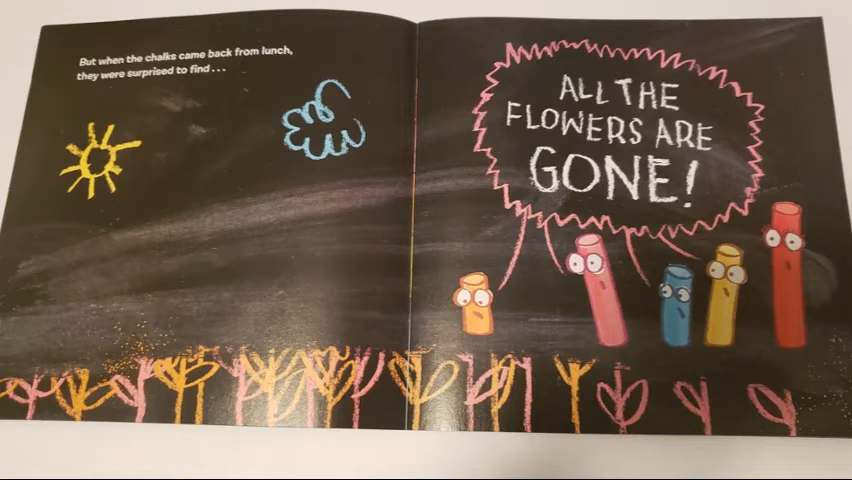 But when the chalks came back from lunch,
they were surprised to find...
ALL THE
FLOWERS ARE
GONE!